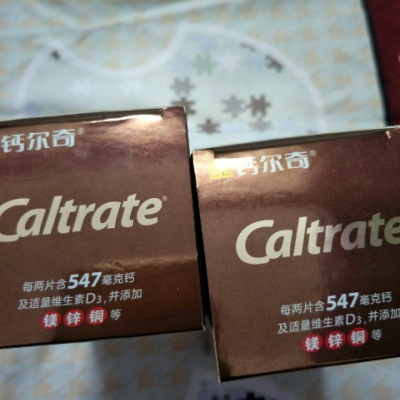 钙尔奇®
Caltrate®
每两片含547毫克钙
及适量维生素D3,并添加
镁锌铜等
钙尔奇®
Caltrate
每两片含547毫克钙
及适量维生素D3,并添加
镁锌铜等